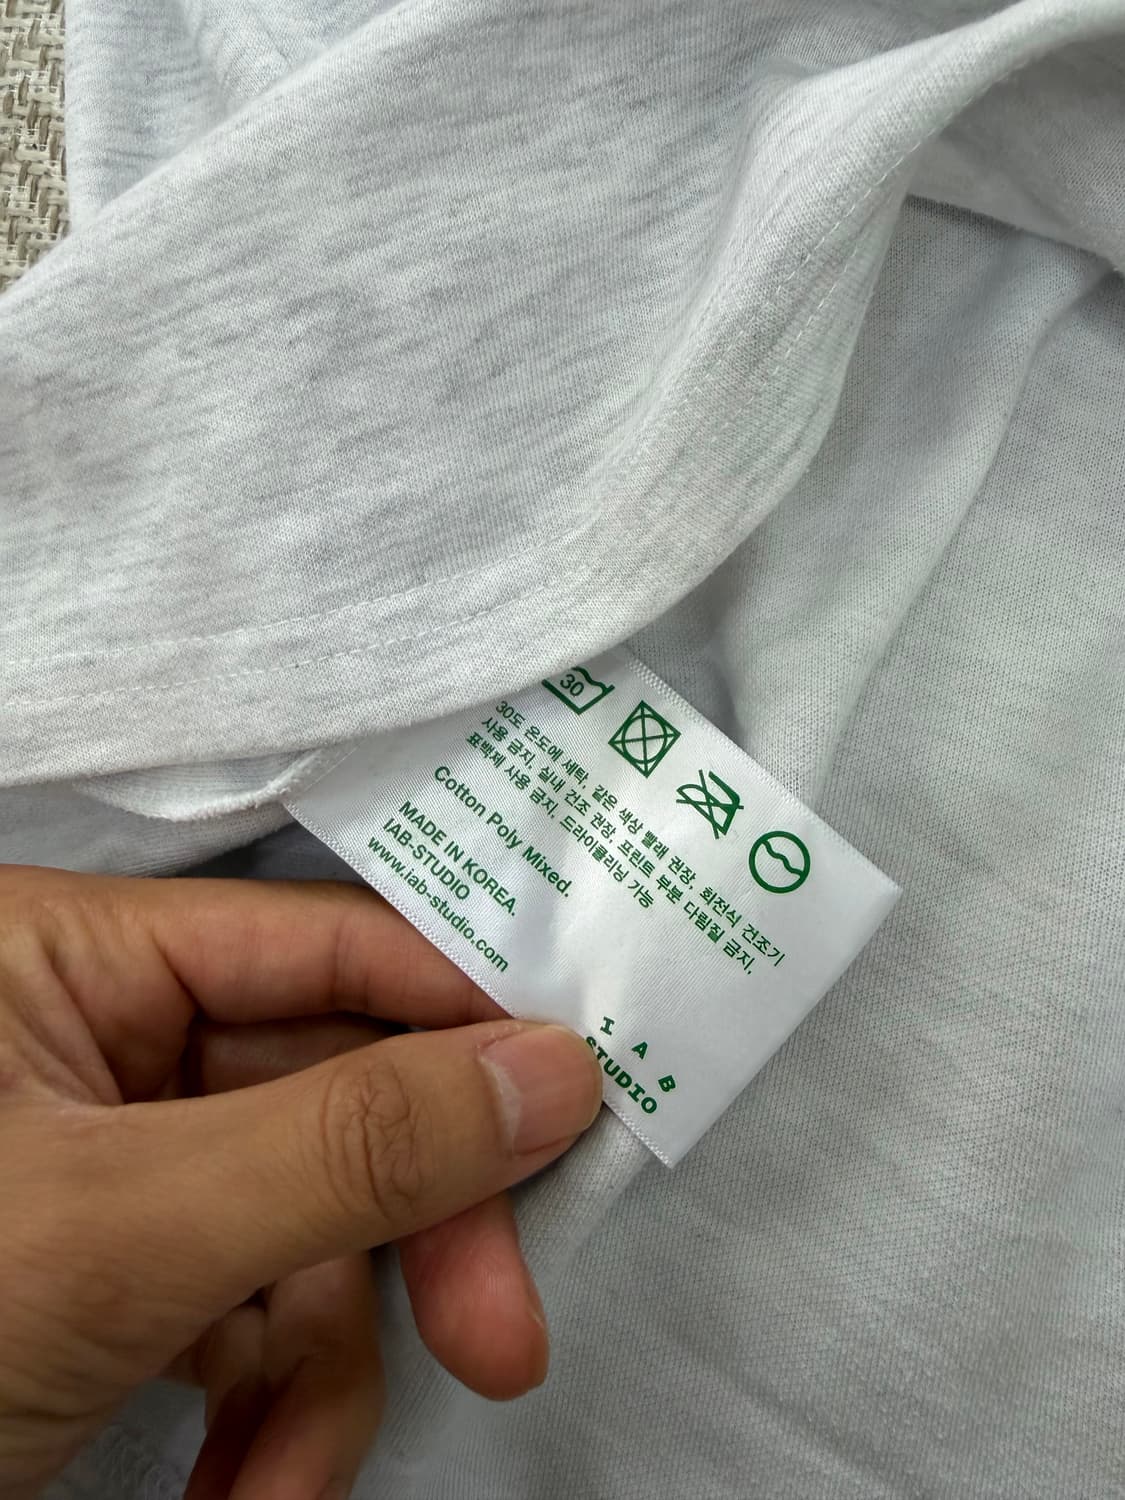 30
30도 온도에 세탁, 같은 색상 빨래 권장, 회전식 건조기
사용 금지, 실내 건조 권장, 프린트 부분 다림질 금지,
표백제 사용 금지, 드라이클리닝 가능
Cotton Poly Mixed.
MADE IN KOREA.
IAB-STUDIO
www.iab-studio.com
I A B
STUDIO